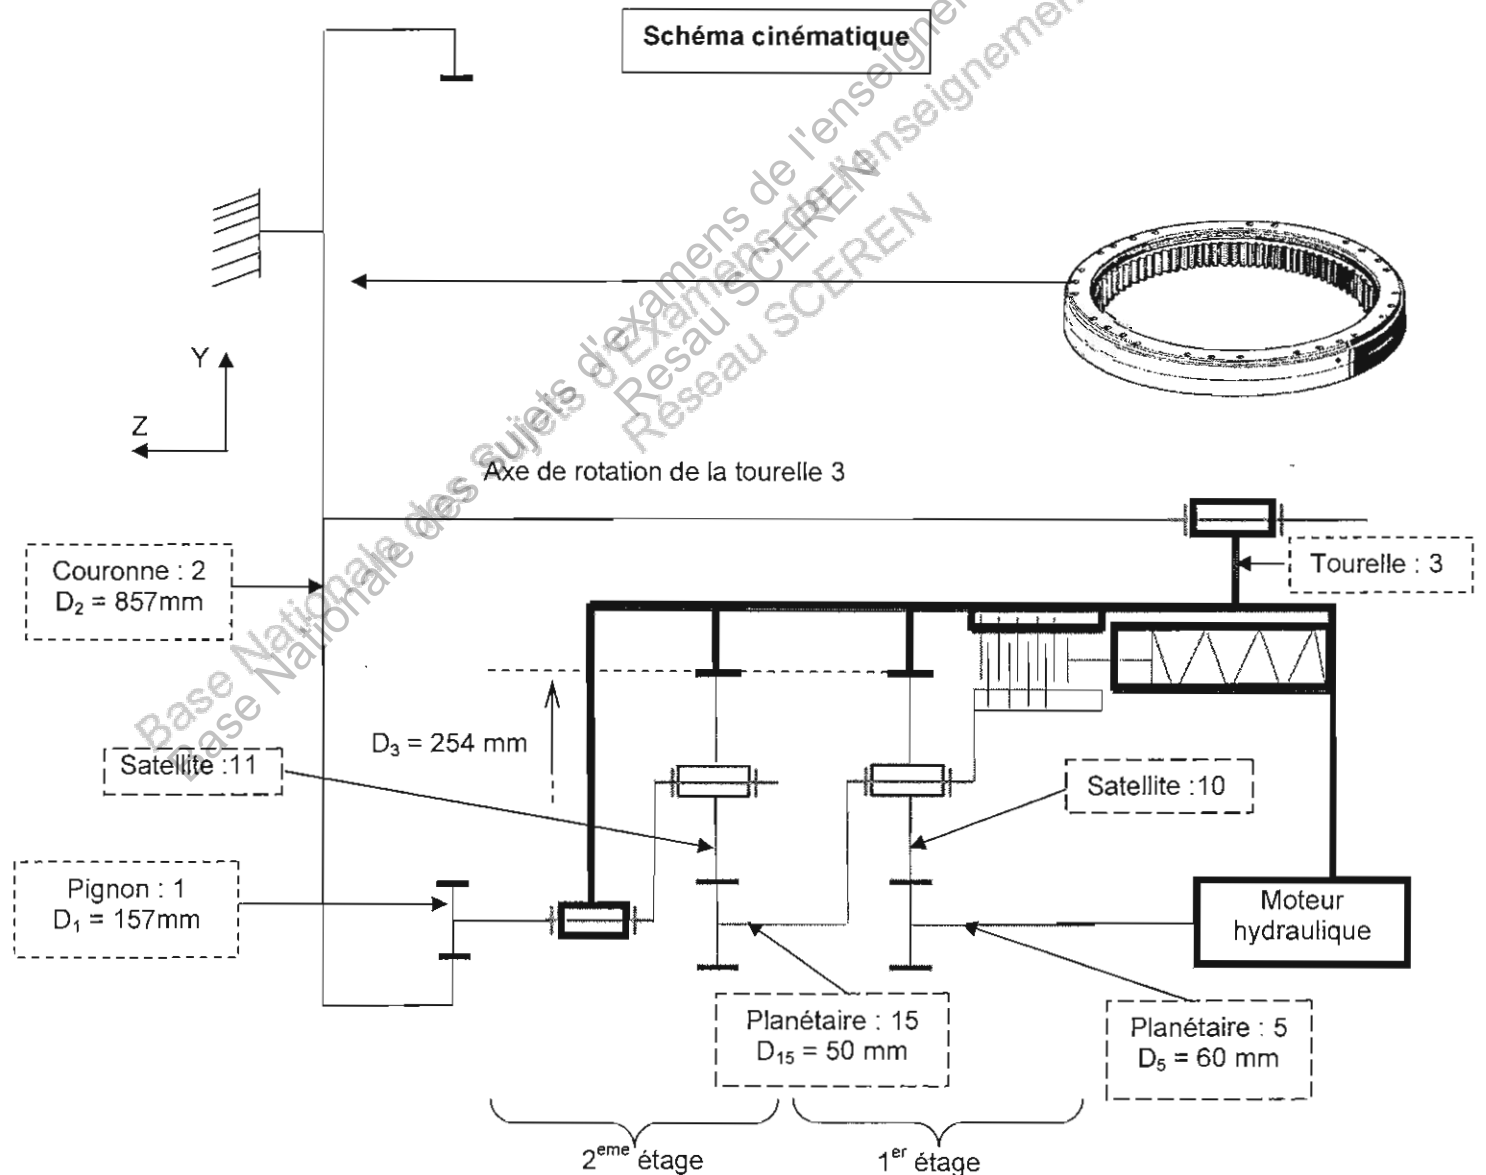 Schéma cinématique
Base Nationale des sujets d'examens de l'enseignement
Réseau SCEREN
Y
Z
Axe de rotation de la tourelle 3
Couronne : 2
D₂ = 857mm
Tourelle : 3
D₃ = 254 mm
Satellite :11
Satellite :10
Pignon : 1
D₁ = 157mm
Moteur
hydraulique
Planétaire : 15
D₁₅ = 50 mm
Planétaire : 5
D₅ = 60 mm
2eme étage
1er étage